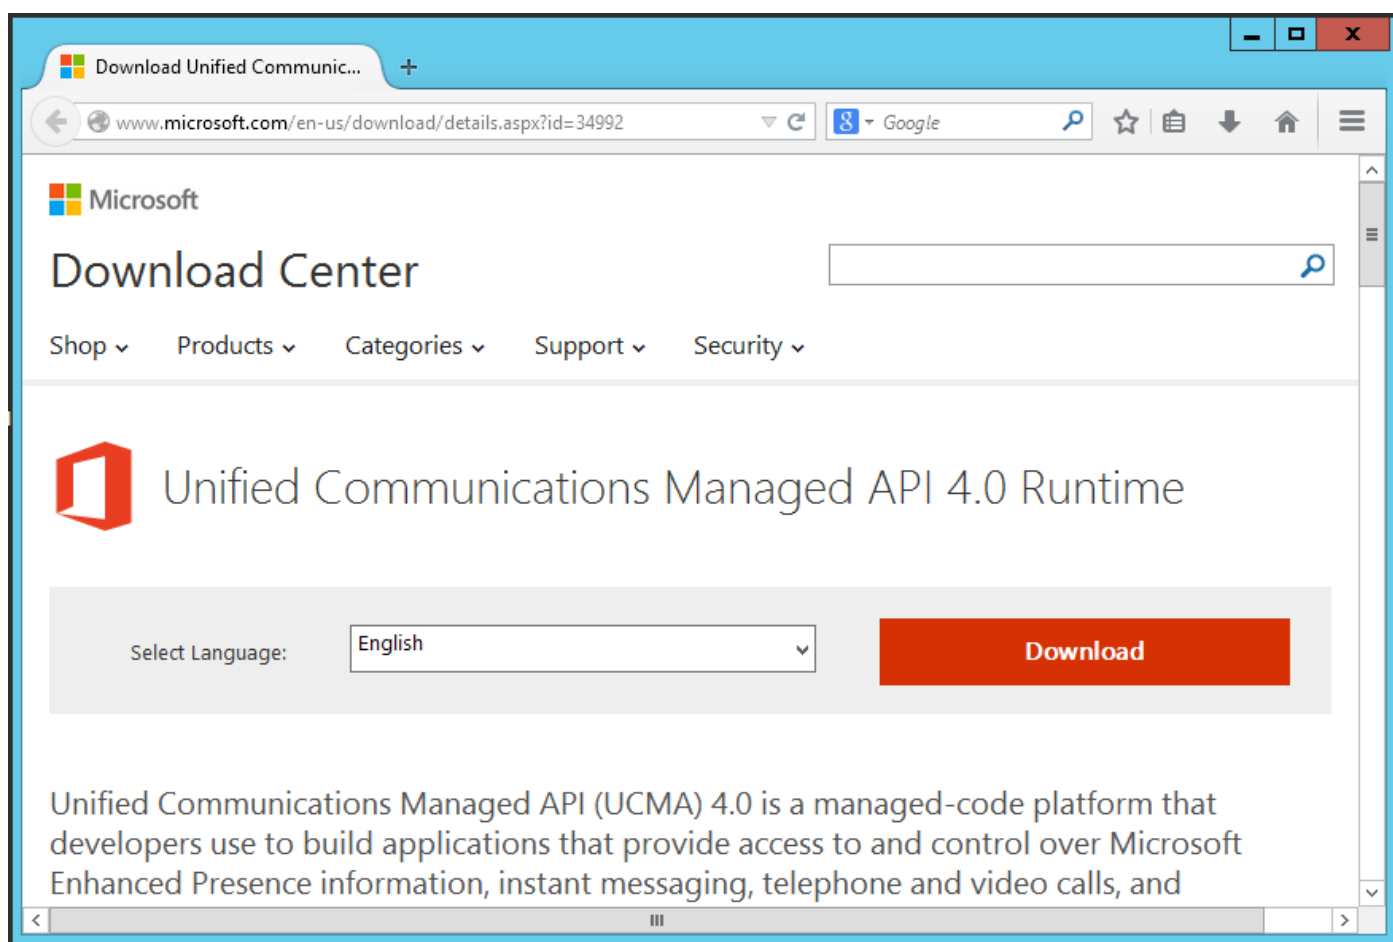 Download Unified Communic...
www.microsoft.com/en-us/download/details.aspx?id=34992
Google
Microsoft
Download Center
Shop Products Categories Support Security
Unified Communications Managed API 4.0 Runtime
Select Language: English Download
Unified Communications Managed API (UCMA) 4.0 is a managed-code platform that
developers use to build applications that provide access to and control over Microsoft
Enhanced Presence information, instant messaging, telephone and video calls, and